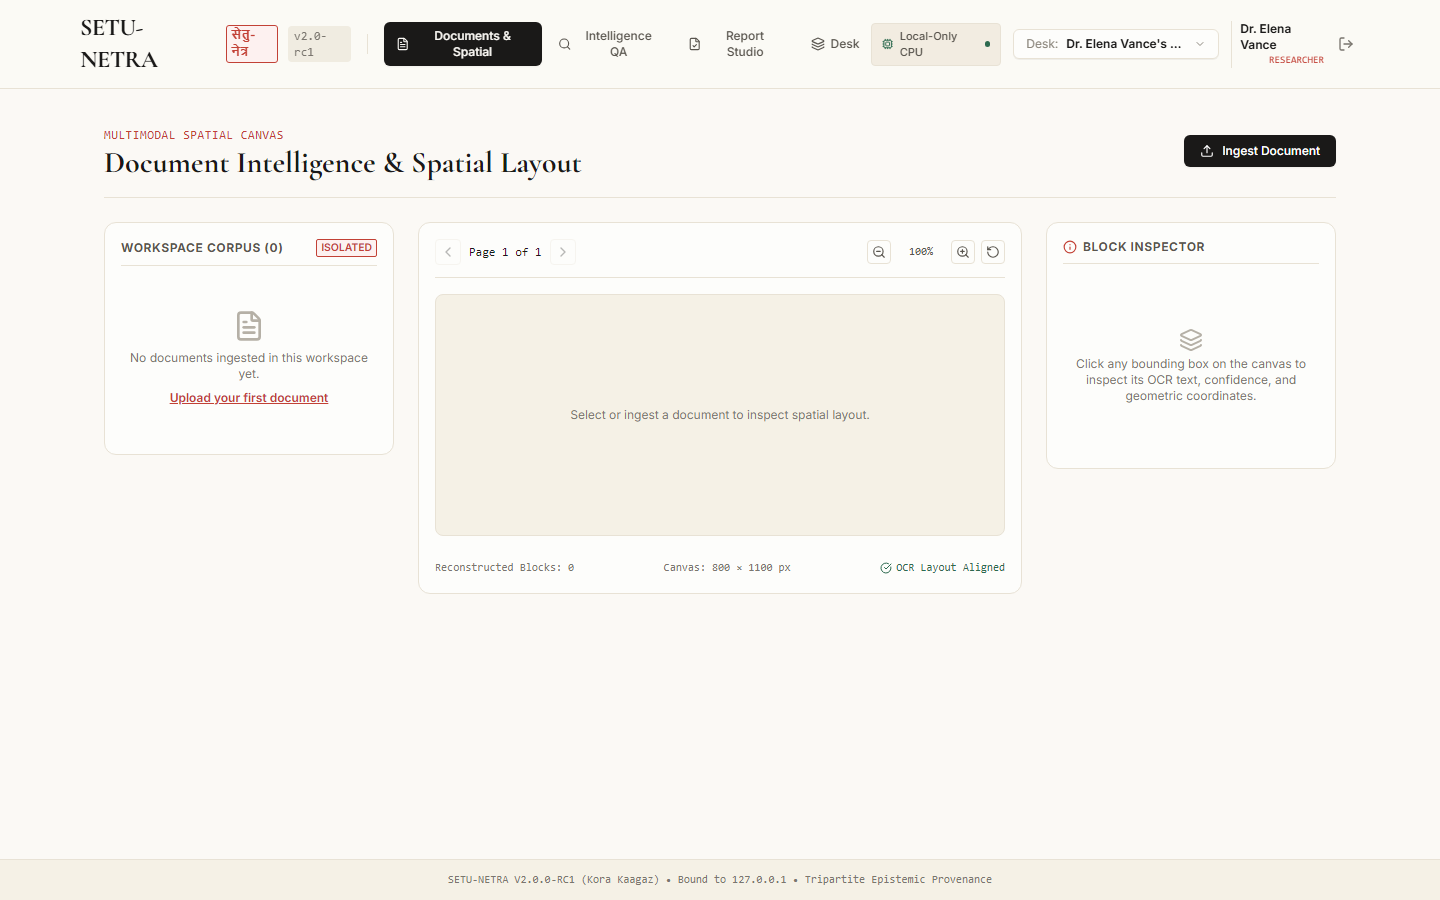 SETU-
NETRA
सेतु-
नेत्र
v2.0-
rc1
Documents &
Spatial
Intelligence
QA
Report
Studio
Desk
Local-Only
CPU
Desk: Dr. Elena Vance's ...
Dr. Elena
Vance
RESEARCHER
MULTIMODAL SPATIAL CANVAS
Document Intelligence & Spatial Layout
Ingest Document
WORKSPACE CORPUS (0)
ISOLATED
No documents ingested in this workspace
yet.
Upload your first document
Page 1 of 1
100%
Select or ingest a document to inspect spatial layout.
Reconstructed Blocks: 0
Canvas: 800 × 1100 px
OCR Layout Aligned
BLOCK INSPECTOR
Click any bounding box on the canvas to
inspect its OCR text, confidence, and
geometric coordinates.
SETU-NETRA V2.0.0-RC1 (Kora Kaagaz) • Bound to 127.0.0.1 • Tripartite Epistemic Provenance